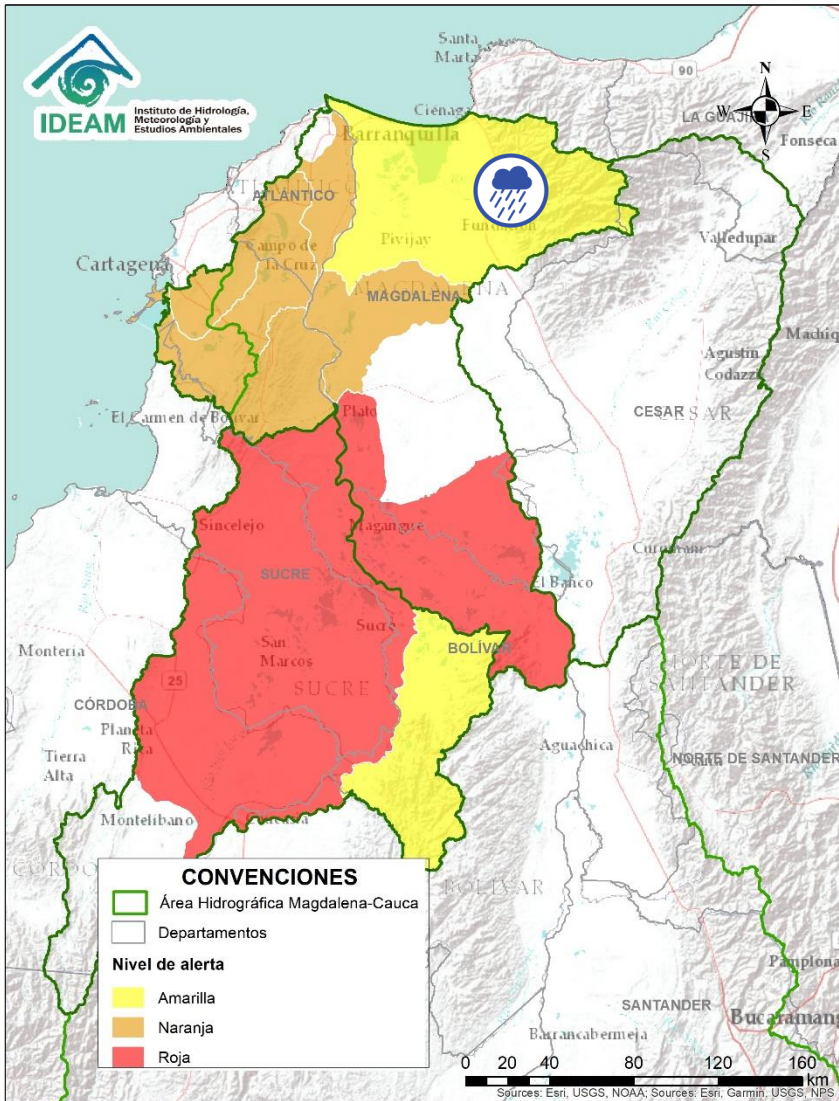 IDEAM
Instituto de Hidrología,
Meteorología y
Estudios Ambientales
Santa
Marta
90
N
W
E
S
LA GUAJI
Fonseca
Ciénaga
Barranquilla
ATLÁNTICO
Fundación
Pivijay
Valledupar
Campo de
la Cruz
Cartagena
MAGDALENA
Agustín
Codazzi
El Carmen de Bolívar
Plato
CESAR
CESAR
Sincelejo
Magangué
Curumaní
El Banco
SUCRE
Sucre
BOLÍVAR
Montería
San
Marcos
NORTE DE
SANTANDER
SUCRE
25
CÓRDOBA
Planeta
Rica
Aguachica
NORTE DE SANTANDER
Tierra
Alta
Montelíbano
BOLÍVAR
CONVENCIONES
Área Hidrográfica Magdalena-Cauca
Departamentos
Nivel de alerta
Amarilla
Naranja
Roja
Pamplona
SANTANDER
Bucaramang
Barrancabermeja
0 20 40 80 120 160
km
Sources: Esri, USGS, NOAA; Sources: Esri, Garmin, USGS, NPS